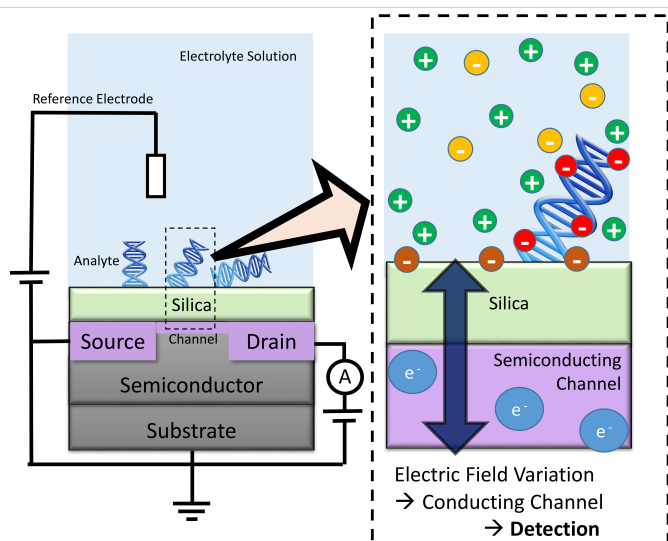 Electrolyte Solution
Reference Electrode
Analyte
Silica
Source
Channel
Drain
A
Semiconductor
Substrate
+
-
+
+
-
+
+
-
-
+
-
-
+
+
+
+
-
+
-
-
-
-
Silica
Semiconducting
Channel
e-
e-
e-
Electric Field Variation
→ Conducting Channel
→ Detection